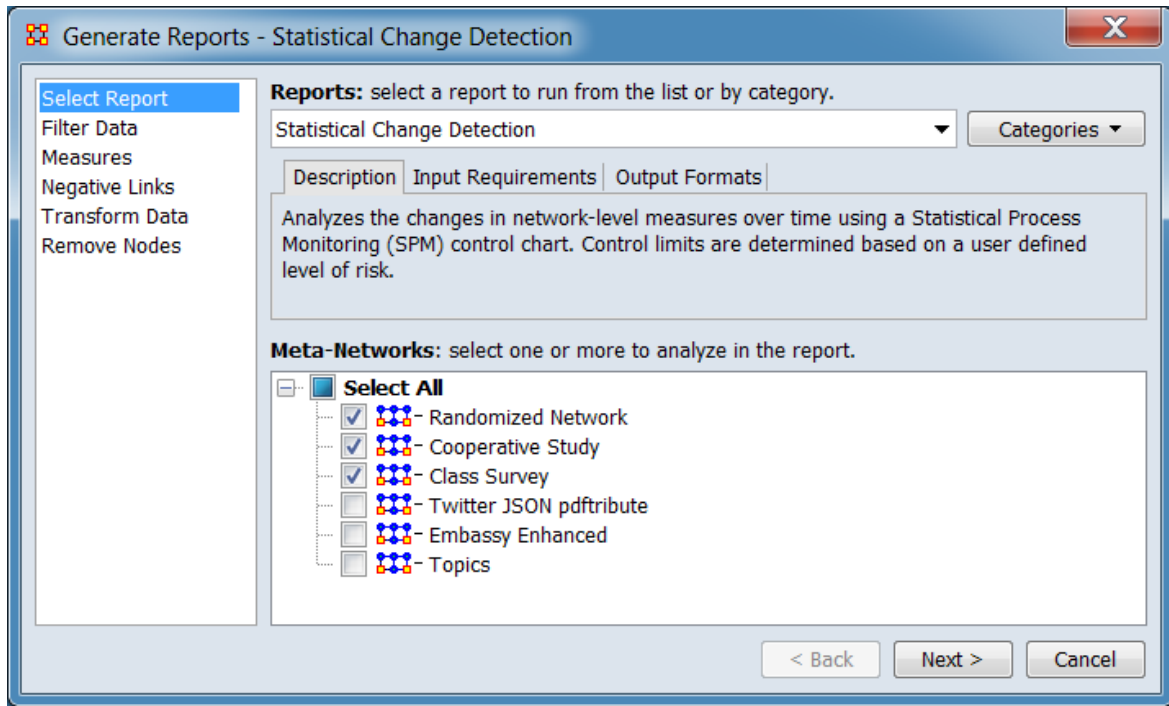 Generate Reports - Statistical Change Detection
X
Select Report
Filter Data
Measures
Negative Links
Transform Data
Remove Nodes
Reports: select a report to run from the list or by category.
Statistical Change Detection
Categories
Description Input Requirements Output Formats
Analyzes the changes in network-level measures over time using a Statistical Process
Monitoring (SPM) control chart. Control limits are determined based on a user defined
level of risk.
Meta-Networks: select one or more to analyze in the report.
Select All
- Randomized Network
- Cooperative Study
- Class Survey
- Twitter JSON pdftribute
- Embassy Enhanced
- Topics
< Back Next > Cancel